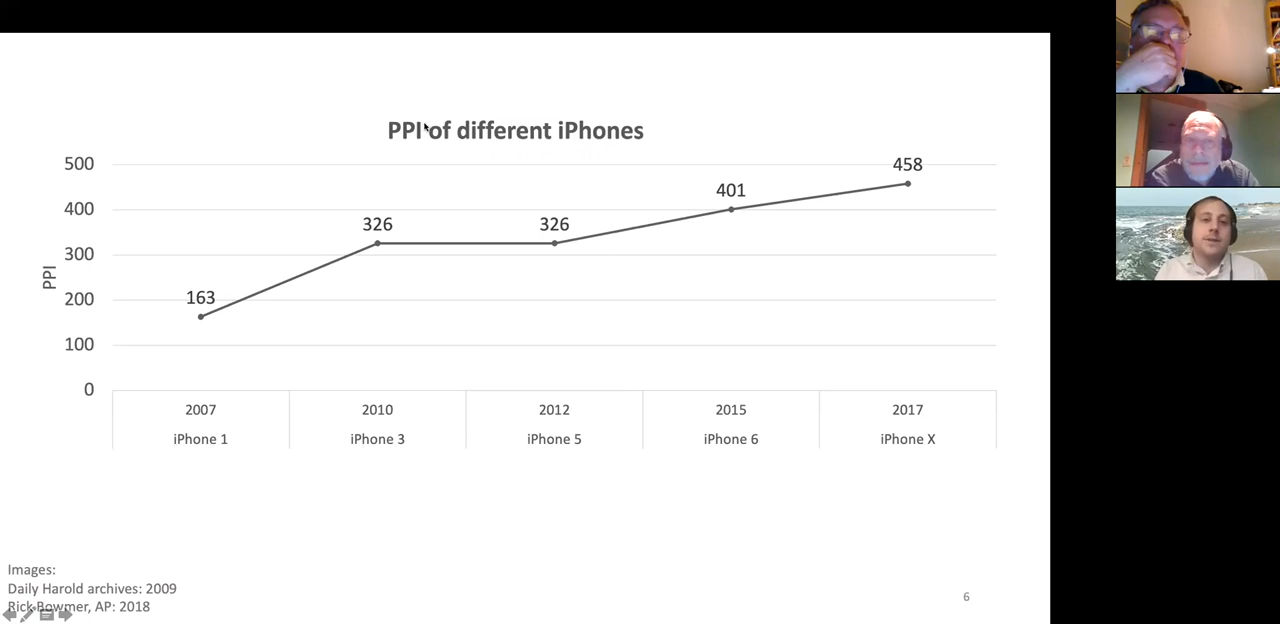 PPI of different iPhones
500
400
300
200
100
0
PPI
163
326
326
401
458
2007
2010
2012
2015
2017
iPhone 1
iPhone 3
iPhone 5
iPhone 6
iPhone X
Images:
Daily Harold archives: 2009
Rick Bowmer, AP: 2018
6